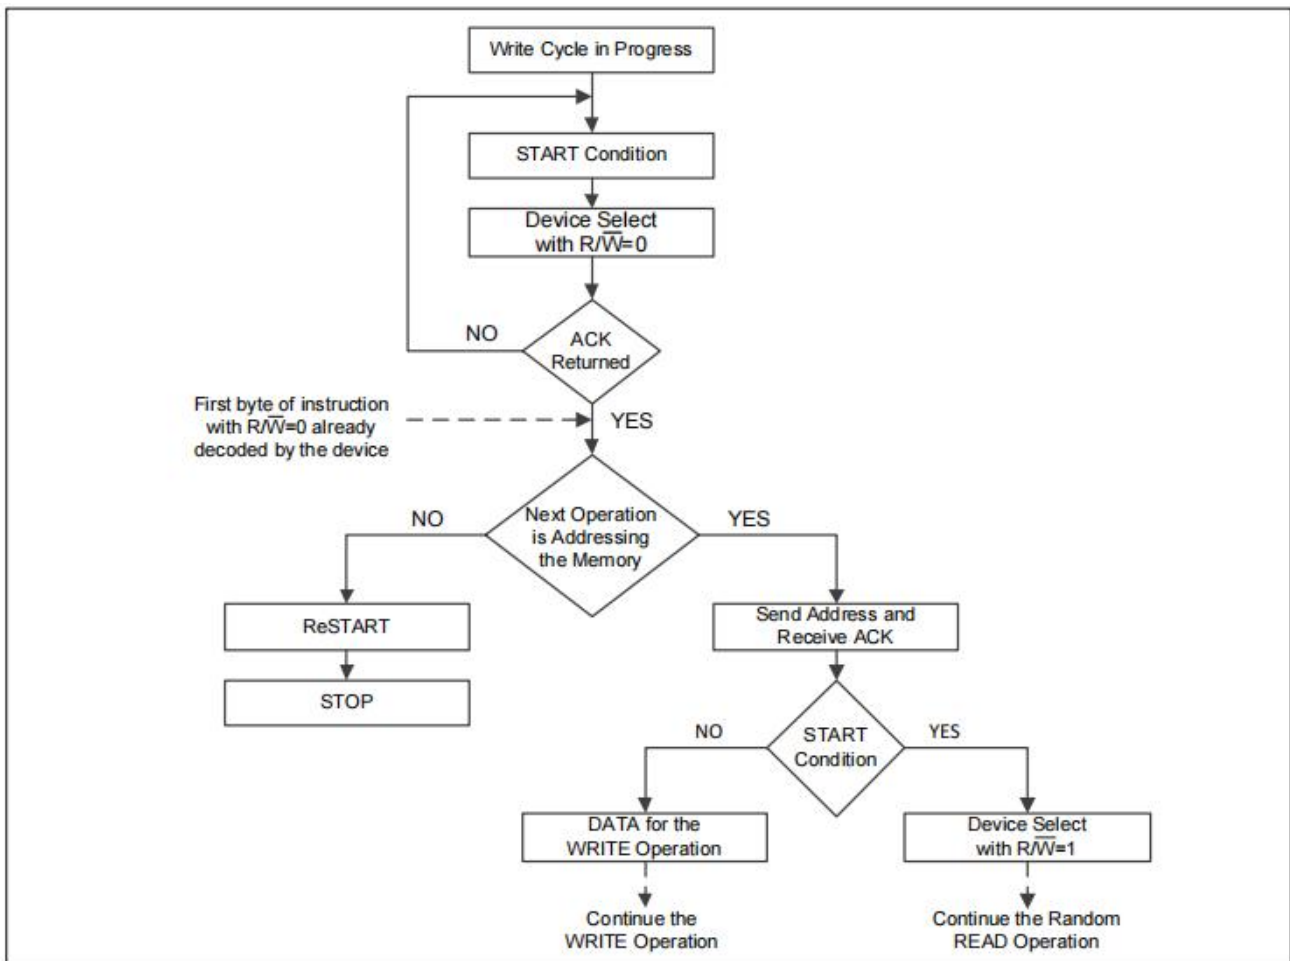 Write Cycle in Progress
START Condition
Device Select
with R/W̅=0
NO
ACK
Returned
First byte of instruction
with R/W̅=0 already
decoded by the device
YES
NO
Next Operation
is Addressing
the Memory
YES
ReSTART
Send Address and
Receive ACK
STOP
NO
START
Condition
YES
DATA for the
WRITE Operation
Device Select
with R/W̅=1
Continue the
WRITE Operation
Continue the Random
READ Operation